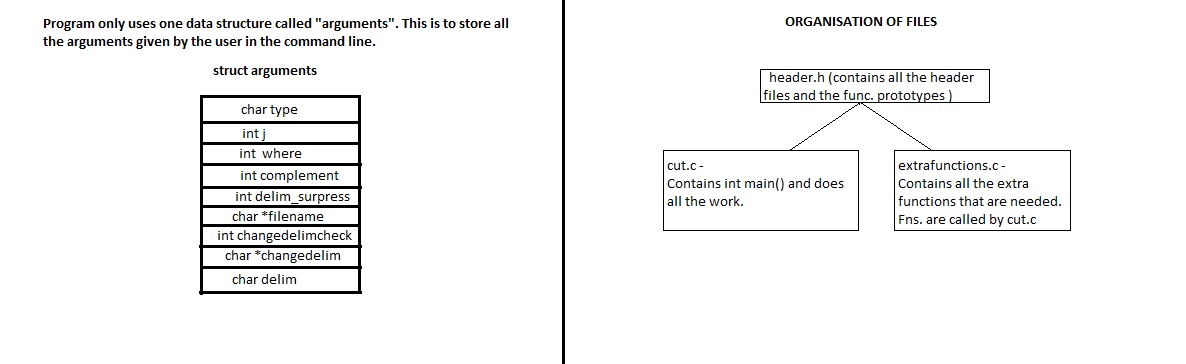 Program only uses one data structure called "arguments". This is to store all
the arguments given by the user in the command line.
struct arguments
char type
int j
int where
int complement
int delim_surpress
char *filename
int changedelimcheck
char *changedelim
char delim
ORGANISATION OF FILES
header.h (contains all the header
files and the func. prototypes )
cut.c -
Contains int main() and does
all the work.
extrafunctions.c -
Contains all the extra
functions that are needed.
Fns. are called by cut.c